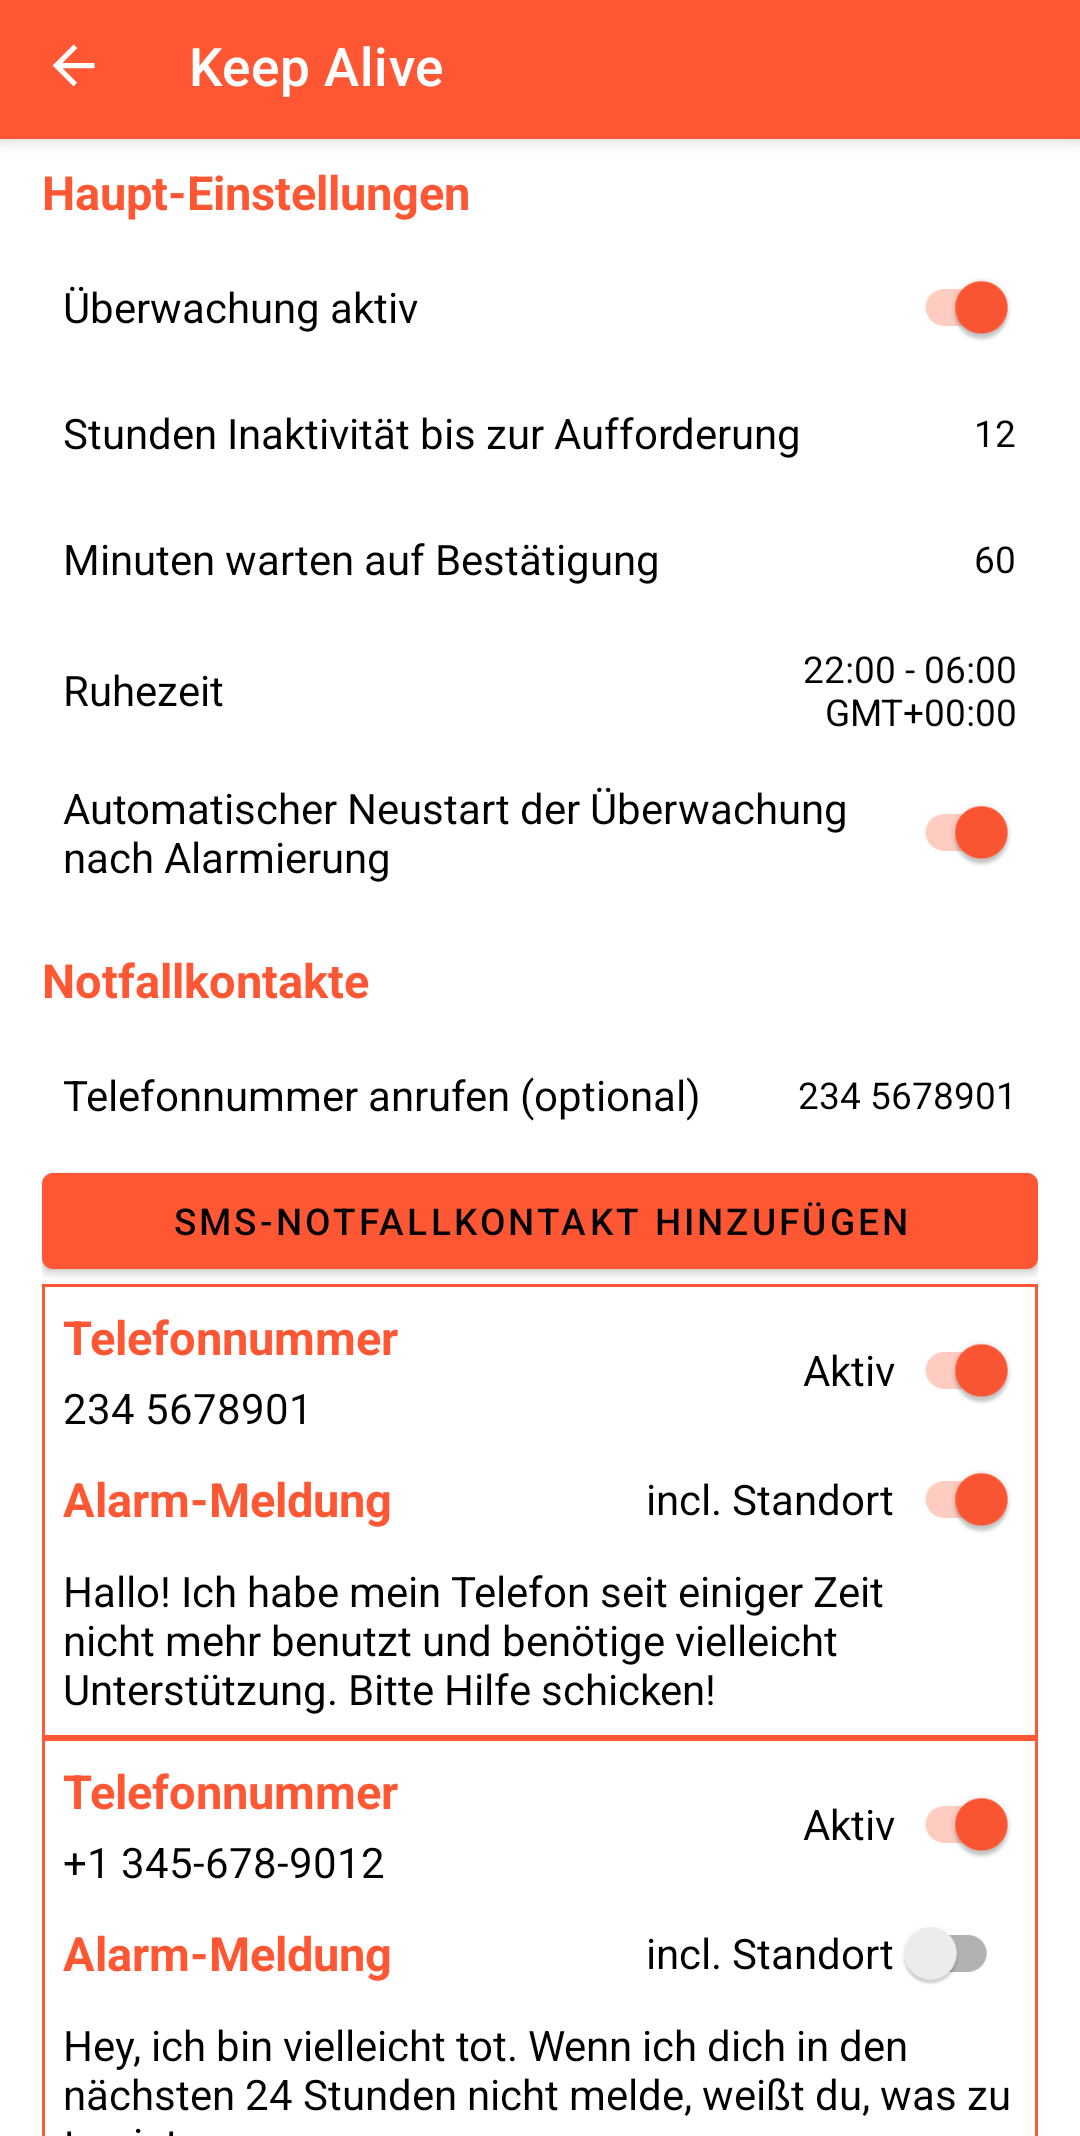 Keep Alive
Haupt-Einstellungen
Überwachung aktiv
Stunden Inaktivität bis zur Aufforderung 12
Minuten warten auf Bestätigung 60
Ruhezeit 22:00 - 06:00
GMT+00:00
Automatischer Neustart der Überwachung
nach Alarmierung
Notfallkontakte
Telefonnummer anrufen (optional) 234 5678901
SMS-NOTFALLKONTAKT HINZUFÜGEN
Telefonnummer
234 5678901
Aktiv
Alarm-Meldung incl. Standort
Hallo! Ich habe mein Telefon seit einiger Zeit
nicht mehr benutzt und benötige vielleicht
Unterstützung. Bitte Hilfe schicken!
Telefonnummer
+1 345-678-9012
Aktiv
Alarm-Meldung incl. Standort
Hey, ich bin vielleicht tot. Wenn ich dich in den
nächsten 24 Stunden nicht melde, weißt du, was zu